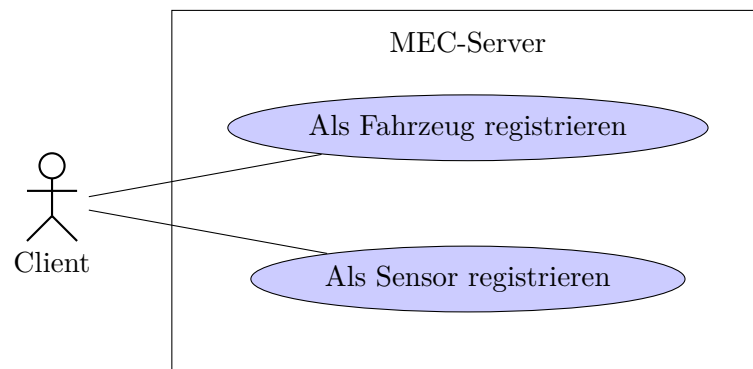 MEC-Server
Als Fahrzeug registrieren
Client
Als Sensor registrieren